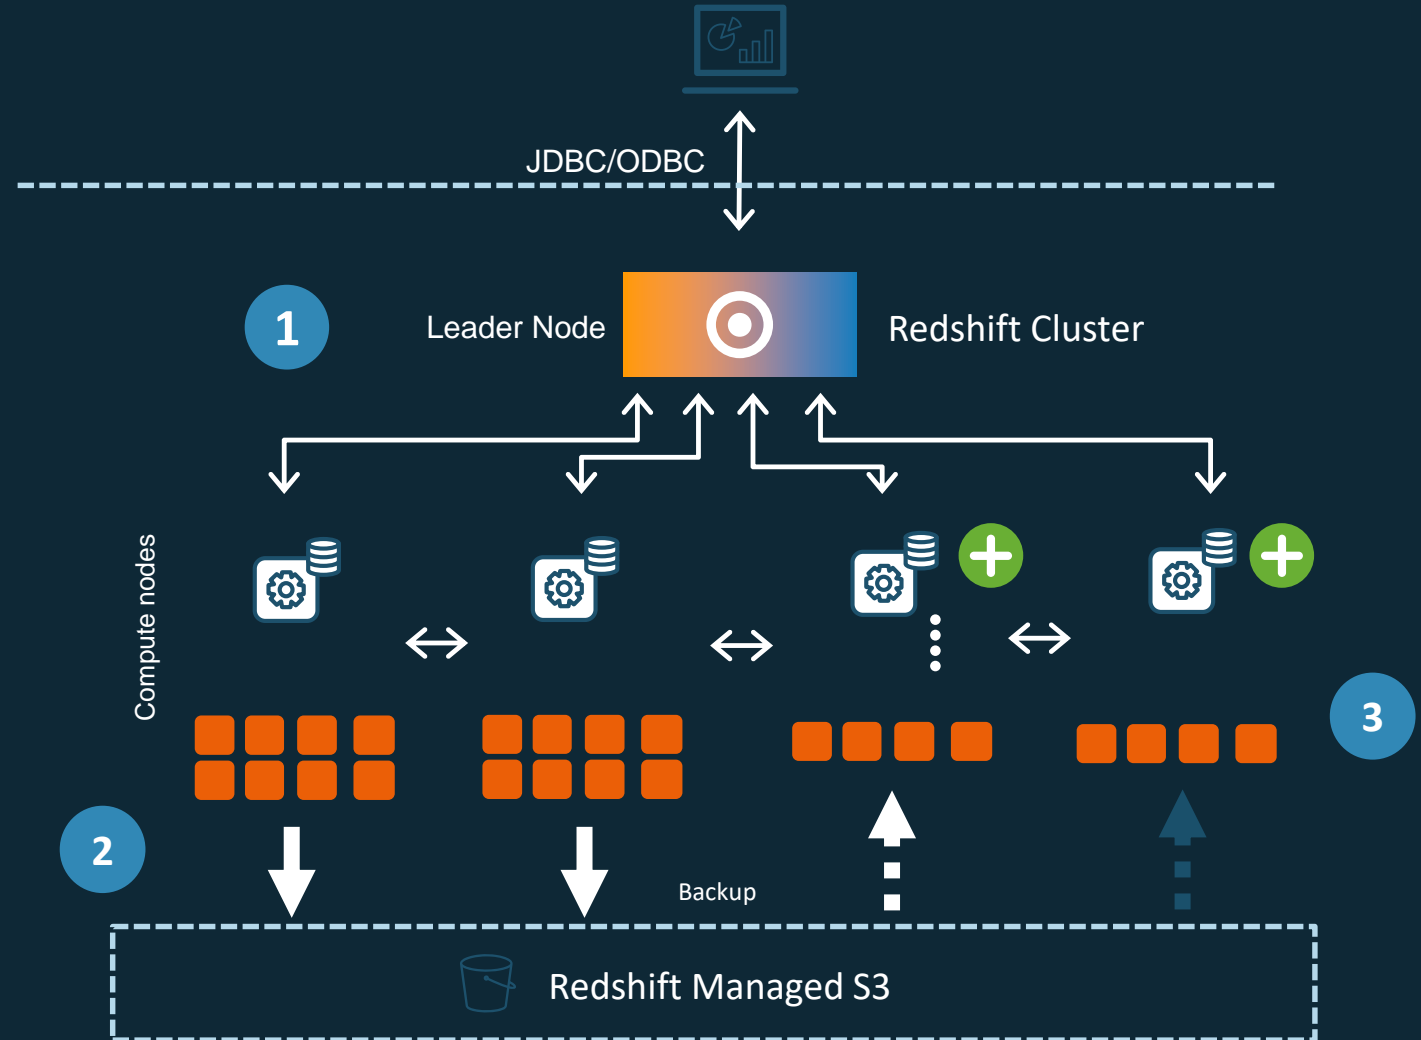 JDBC/ODBC
1
Leader Node
Redshift Cluster
Compute nodes
3
2
Backup
Redshift Managed S3